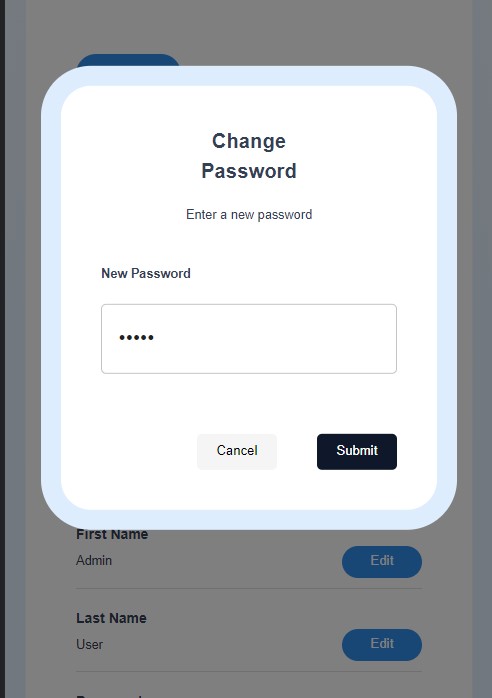 Change
Password
Enter a new password
New Password
•••••
Cancel
Submit
First Name
Admin
Edit
Last Name
User
Edit